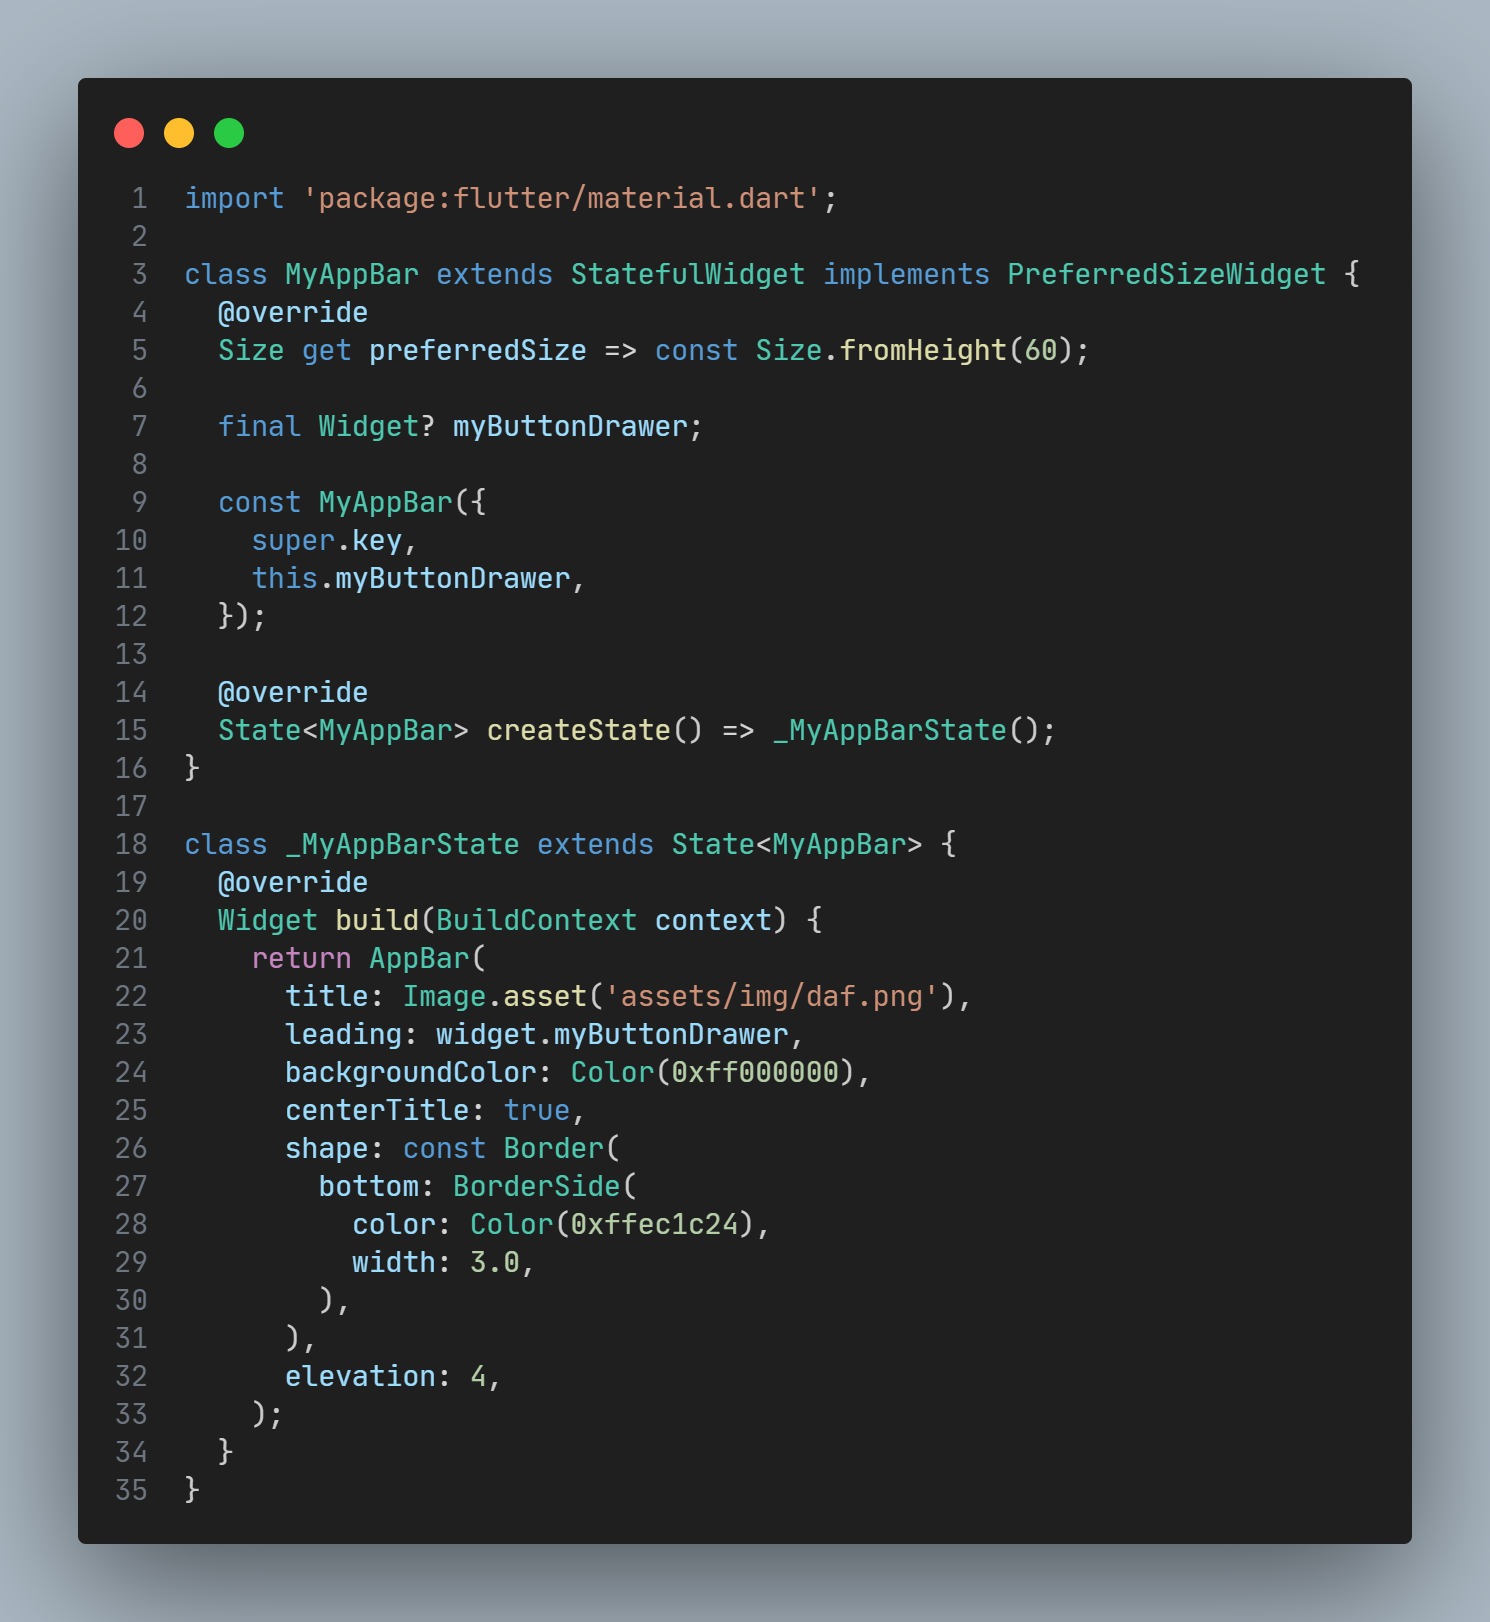 1 import 'package:flutter/material.dart';
2
3 class MyAppBar extends StatefulWidget implements PreferredSizeWidget {
4   @override
5   Size get preferredSize => const Size.fromHeight(60);
6
7   final Widget? myButtonDrawer;
8
9   const MyAppBar({
10     super.key,
11     this.myButtonDrawer,
12   });
13
14   @override
15   State<MyAppBar> createState() => _MyAppBarState();
16 }
17
18 class _MyAppBarState extends State<MyAppBar> {
19   @override
20   Widget build(BuildContext context) {
21     return AppBar(
22       title: Image.asset('assets/img/daf.png'),
23       leading: widget.myButtonDrawer,
24       backgroundColor: Color(0xff000000),
25       centerTitle: true,
26       shape: const Border(
27         bottom: BorderSide(
28           color: Color(0xffec1c24),
29           width: 3.0,
30         ),
31       ),
32       elevation: 4,
33     );
34   }
35 }